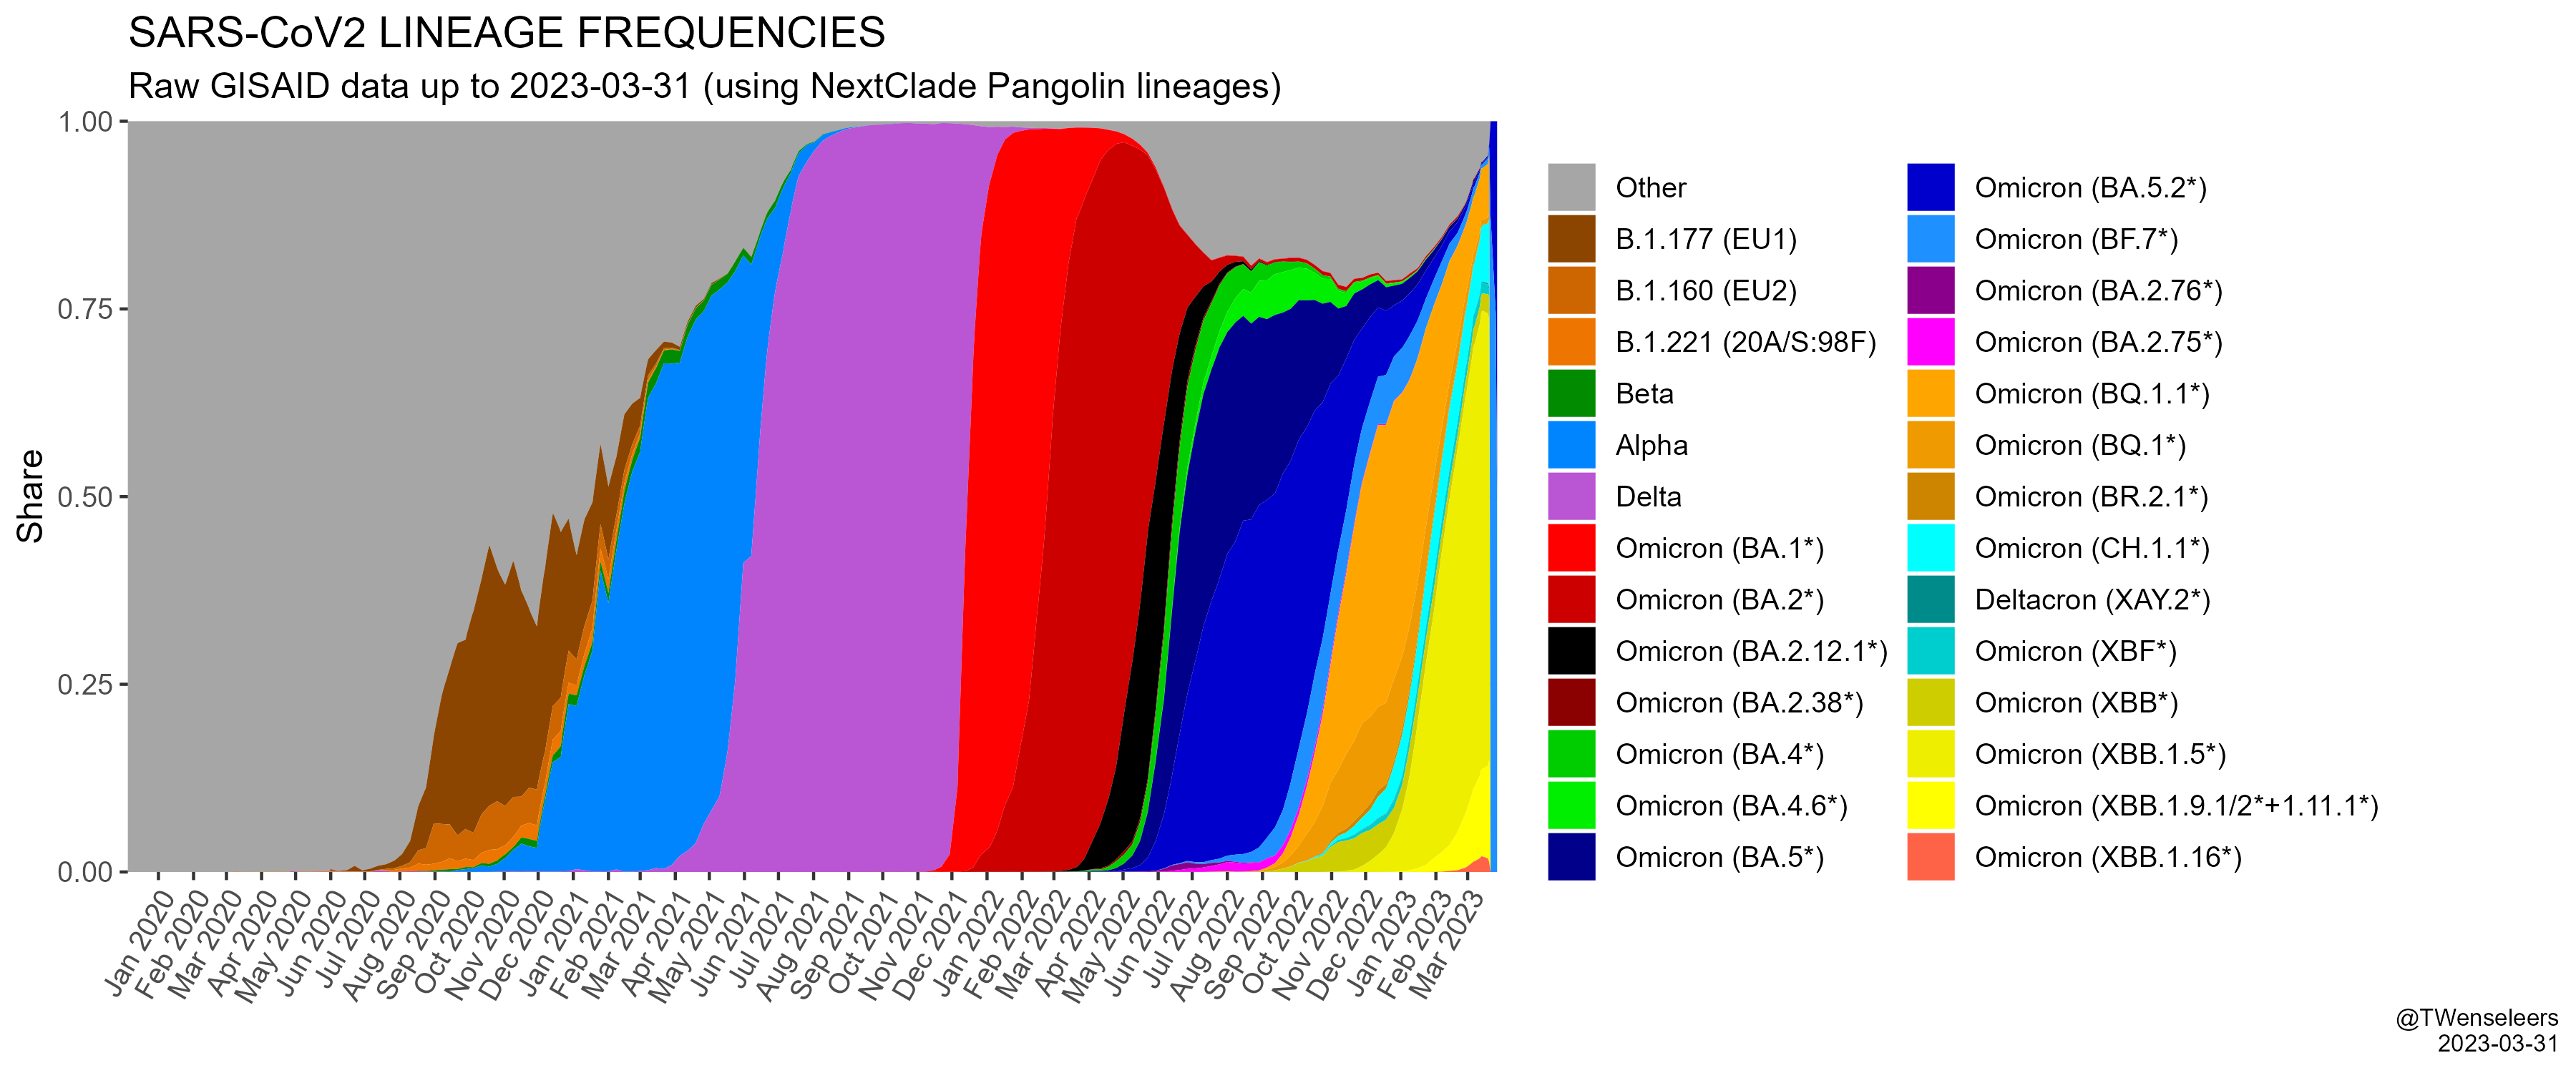 SARS-CoV2 LINEAGE FREQUENCIES
Raw GISAID data up to 2023-03-31 (using NextClade Pangolin lineages)
Share
1.00
0.75
0.50
0.25
0.00
Jan 2020
Feb 2020
Mar 2020
Apr 2020
May 2020
Jun 2020
Jul 2020
Aug 2020
Sep 2020
Oct 2020
Nov 2020
Dec 2020
Jan 2021
Feb 2021
Mar 2021
Apr 2021
May 2021
Jun 2021
Jul 2021
Aug 2021
Sep 2021
Oct 2021
Nov 2021
Dec 2021
Jan 2022
Feb 2022
Mar 2022
Apr 2022
May 2022
Jun 2022
Jul 2022
Aug 2022
Sep 2022
Oct 2022
Nov 2022
Dec 2022
Jan 2023
Feb 2023
Mar 2023
Other
B.1.177 (EU1)
B.1.160 (EU2)
B.1.221 (20A/S:98F)
Beta
Alpha
Delta
Omicron (BA.1*)
Omicron (BA.2*)
Omicron (BA.2.12.1*)
Omicron (BA.2.38*)
Omicron (BA.4*)
Omicron (BA.4.6*)
Omicron (BA.5*)
Omicron (BA.5.2*)
Omicron (BF.7*)
Omicron (BA.2.76*)
Omicron (BA.2.75*)
Omicron (BQ.1.1*)
Omicron (BQ.1*)
Omicron (BR.2.1*)
Omicron (CH.1.1*)
Deltacron (XAY.2*)
Omicron (XBF*)
Omicron (XBB*)
Omicron (XBB.1.5*)
Omicron (XBB.1.9.1/2*+1.11.1*)
Omicron (XBB.1.16*)
@TWenseleers
2023-03-31